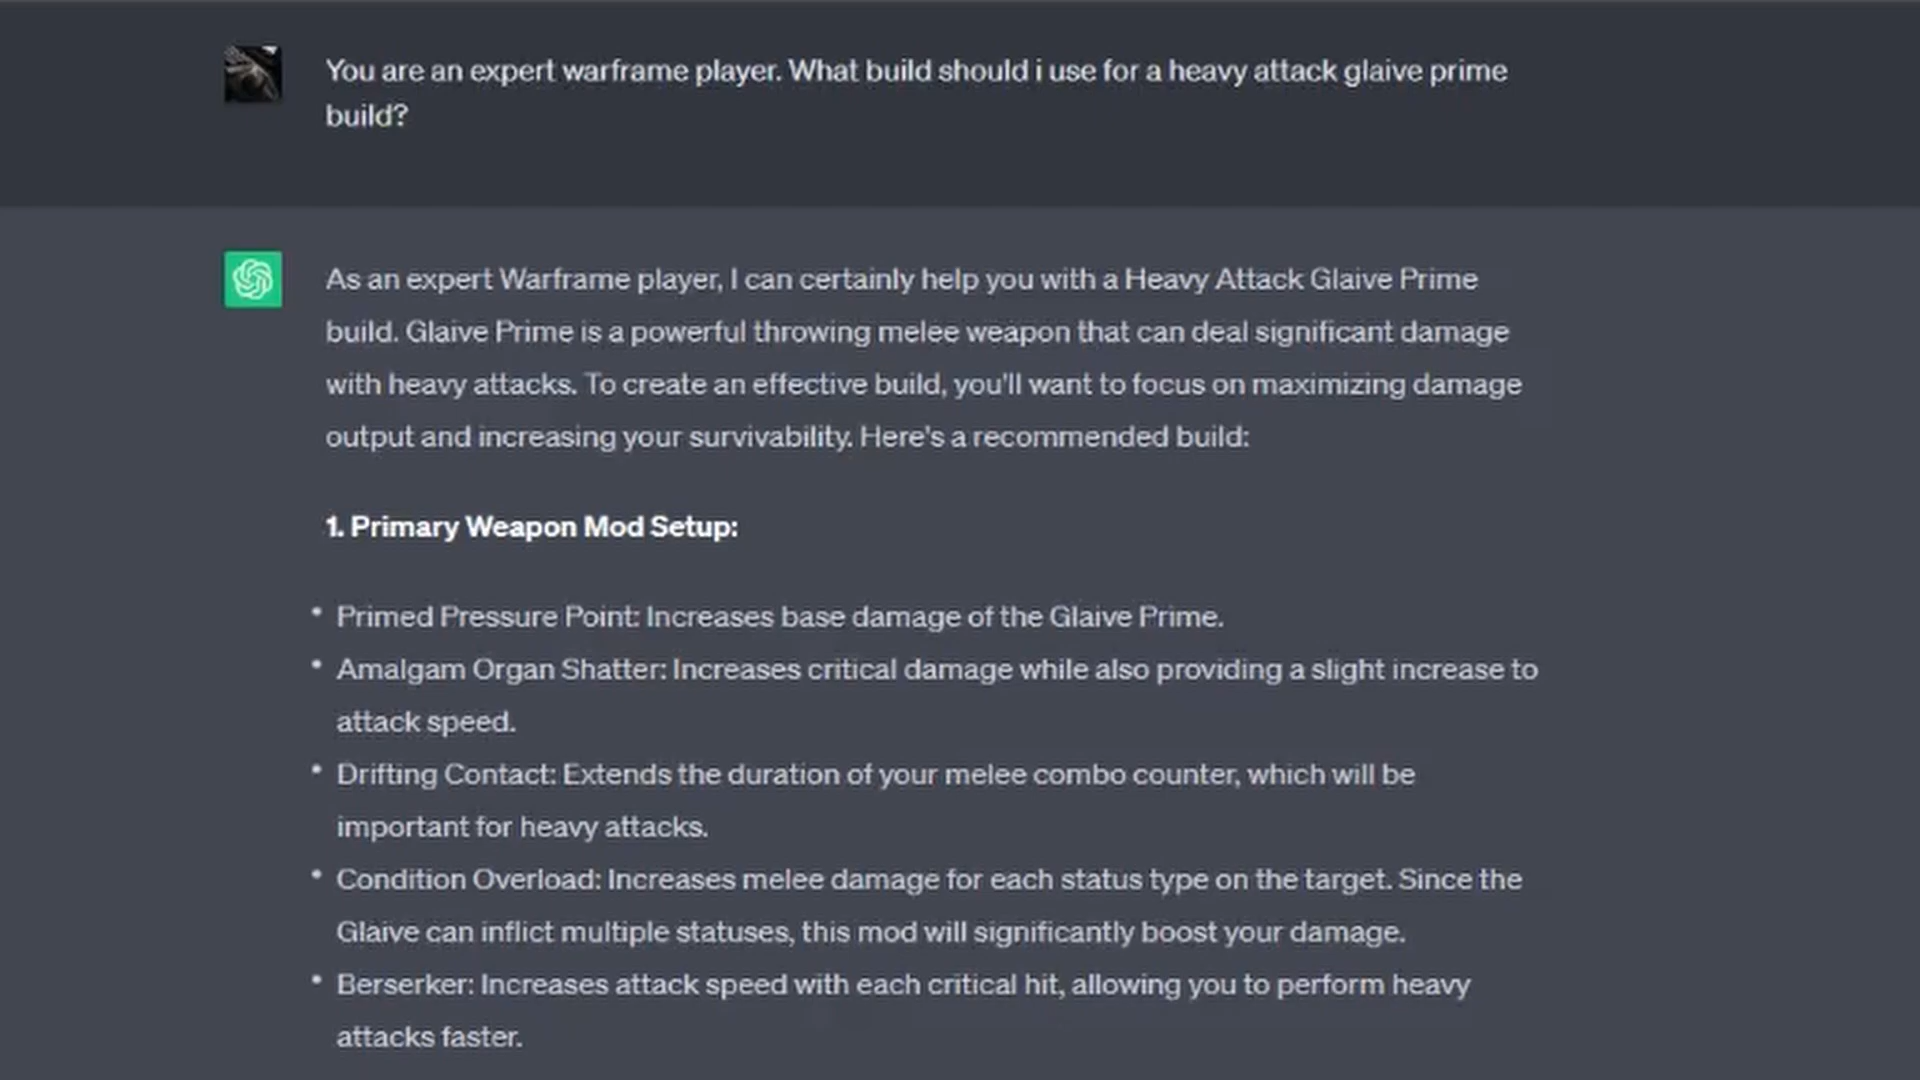 You are an expert warframe player. What build should i use for a heavy attack glaive prime
build?
As an expert Warframe player, I can certainly help you with a Heavy Attack Glaive Prime
build. Glaive Prime is a powerful throwing melee weapon that can deal significant damage
with heavy attacks. To create an effective build, you'll want to focus on maximizing damage
output and increasing your survivability. Here's a recommended build:
1. Primary Weapon Mod Setup:
• Primed Pressure Point: Increases base damage of the Glaive Prime.
• Amalgam Organ Shatter: Increases critical damage while also providing a slight increase to
attack speed.
• Drifting Contact: Extends the duration of your melee combo counter, which will be
important for heavy attacks.
• Condition Overload: Increases melee damage for each status type on the target. Since the
Glaive can inflict multiple statuses, this mod will significantly boost your damage.
• Berserker: Increases attack speed with each critical hit, allowing you to perform heavy
attacks faster.